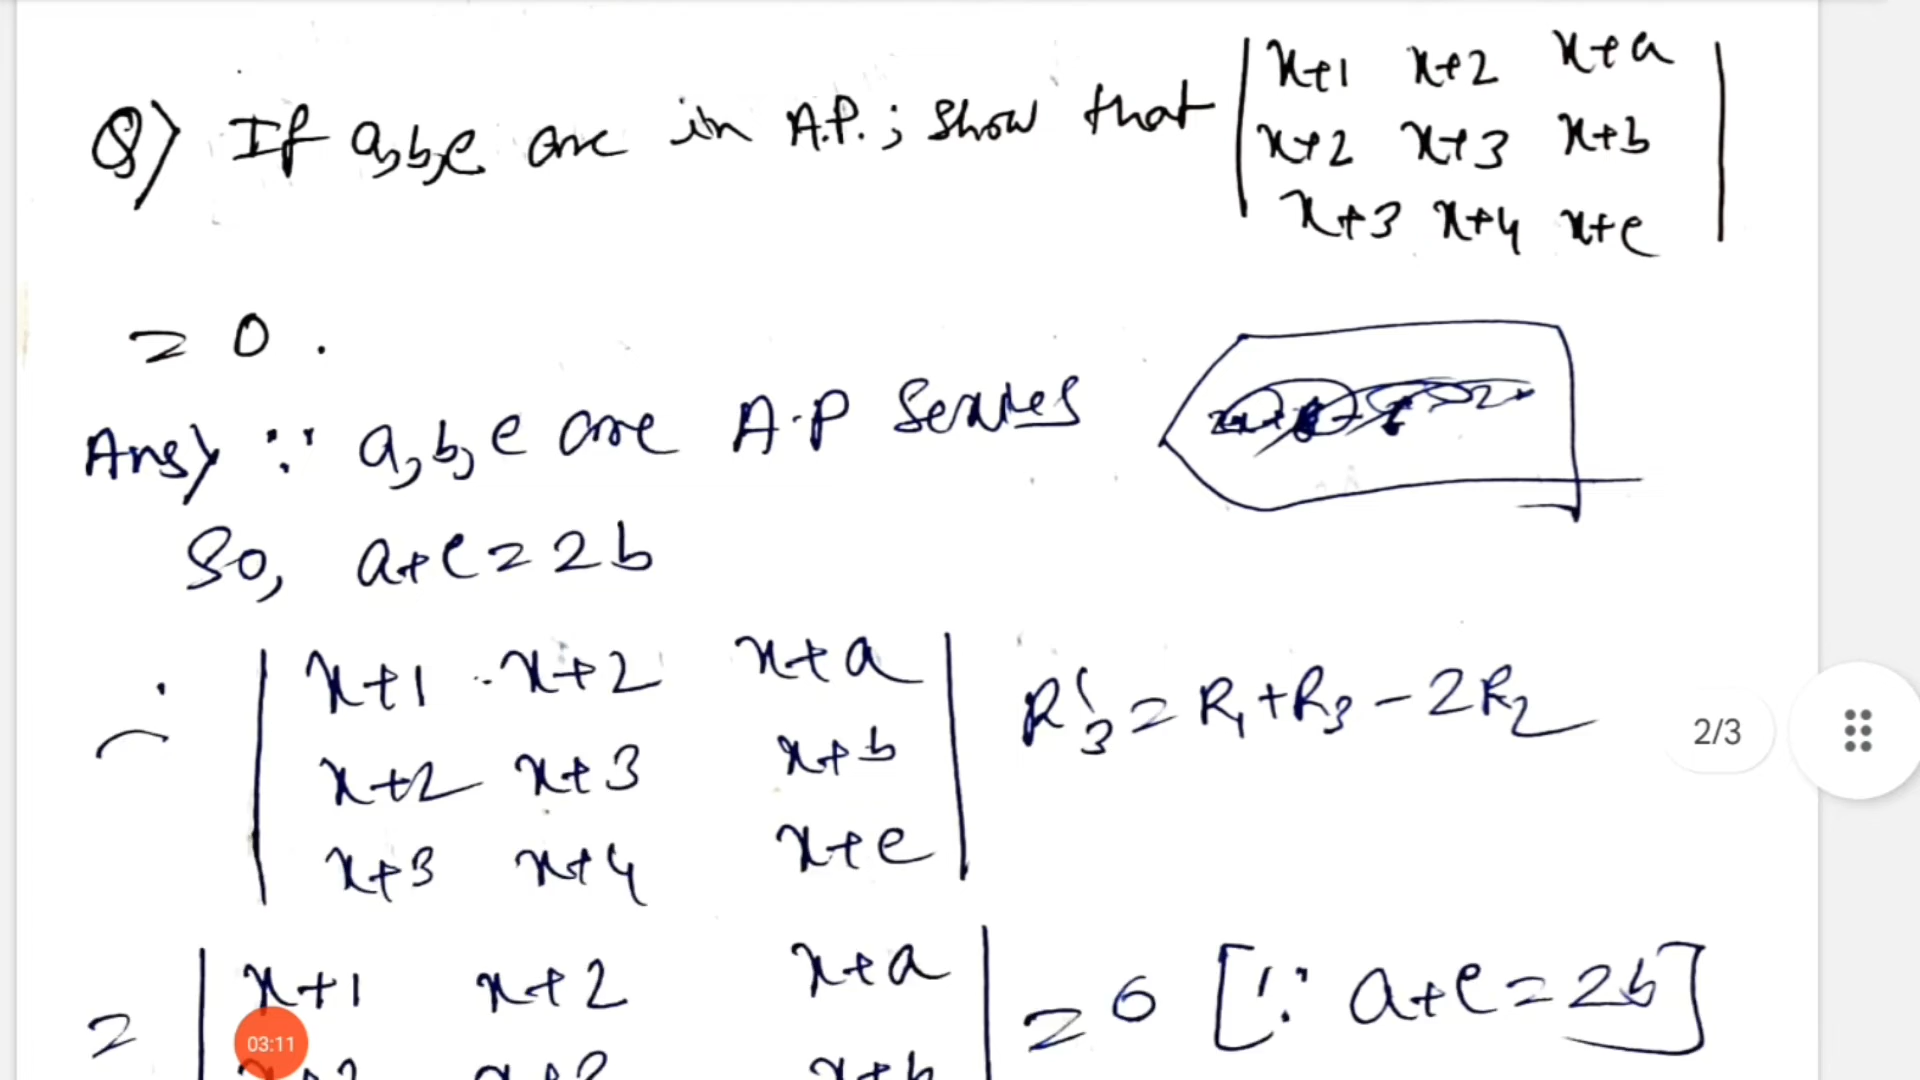 Q) If a,b,c are in A.P.; show that | x+1 x+2 x+a |
| x+2 x+3 x+b |
| x+3 x+4 x+c |
= 0 .
Ans) ∵ a,b,c are A.P series
So, a+c=2b
∴ | x+1 x+2 x+a | R'3 = R1+R3-2R2
| x+2 x+3 x+b |
| x+3 x+4 x+c |
2/3
= | x+1 x+2 x+a | = 0 [∵ a+c=2b]
x+b
03:11